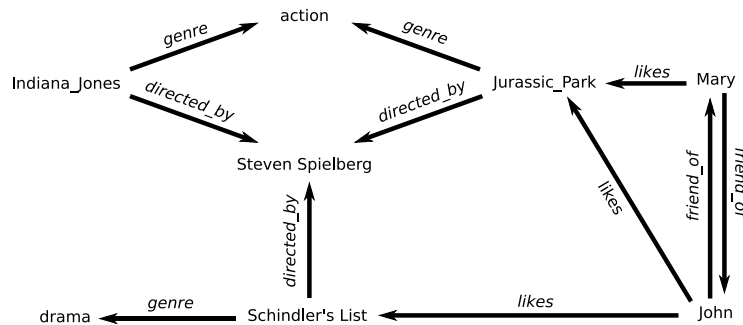 action
genre
genre
Indiana_Jones
Jurassic_Park
likes
Mary
directed_by
directed_by
Steven Spielberg
directed_by
likes
friend_of
friend_of
drama
genre
Schindler's List
likes
John